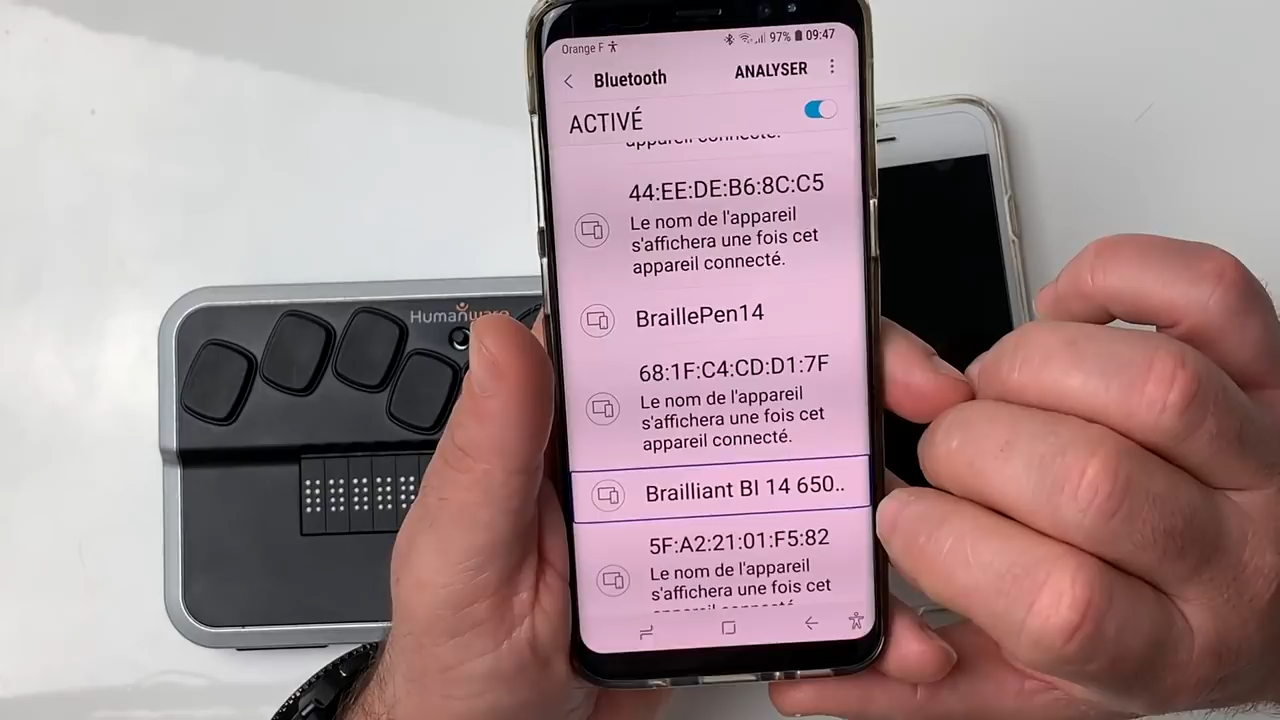 Orange F
97% 09:47
Bluetooth
ANALYSER
ACTIVÉ
appareil connecté.
44:EE:DE:B6:8C:C5
Le nom de l'appareil
s'affichera une fois cet
appareil connecté.
BraillePen14
68:1F:C4:CD:D1:7F
Le nom de l'appareil
s'affichera une fois cet
appareil connecté.
Brailliant BI 14 650..
5F:A2:21:01:F5:82
Le nom de l'appareil
s'affichera une fois cet
appareil connecté.
Humanware